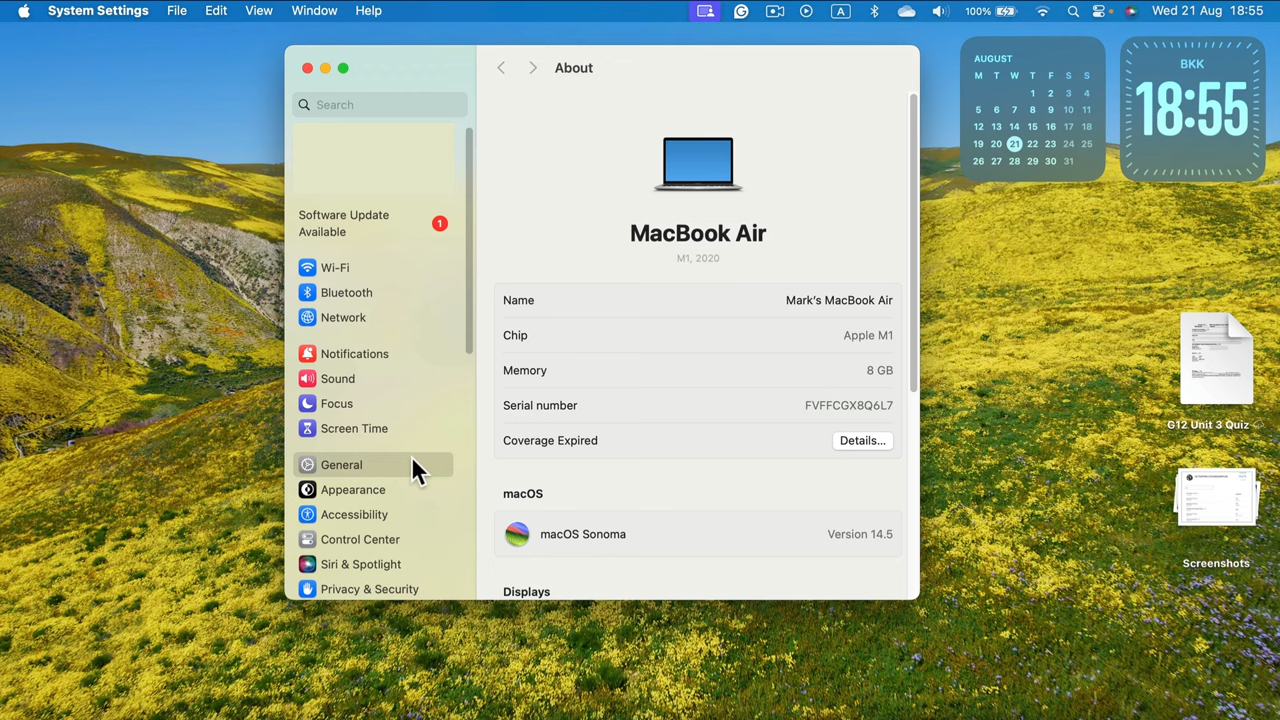 System Settings File Edit View Window Help
A 100% Wed 21 Aug 18:55
About
Search
Software Update
Available
1
Wi-Fi
Bluetooth
Network
Notifications
Sound
Focus
Screen Time
General
Appearance
Accessibility
Control Center
Siri & Spotlight
Privacy & Security
MacBook Air
M1, 2020
Name Mark's MacBook Air
Chip Apple M1
Memory 8 GB
Serial number FVFFCGX8Q6L7
Coverage Expired Details...
macOS
macOS Sonoma Version 14.5
Displays
AUGUST
M T W T F S S
1 2 3 4
5 6 7 8 9 10 11
12 13 14 15 16 17 18
19 20 21 22 23 24 25
26 27 28 29 30 31
BKK
18:55
G12 Unit 3 Quiz
Screenshots